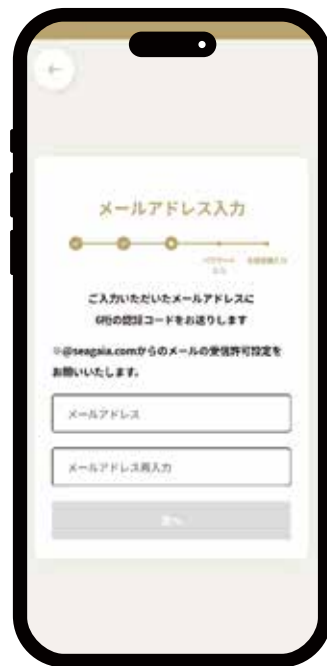 メールアドレス入力
ご入力いただいたメールアドレスに
6桁の認証コードをお送りします
※@seagaia.comからのメールの受信許可設定を
お願いいたします。
メールアドレス
メールアドレス再入力
次へ